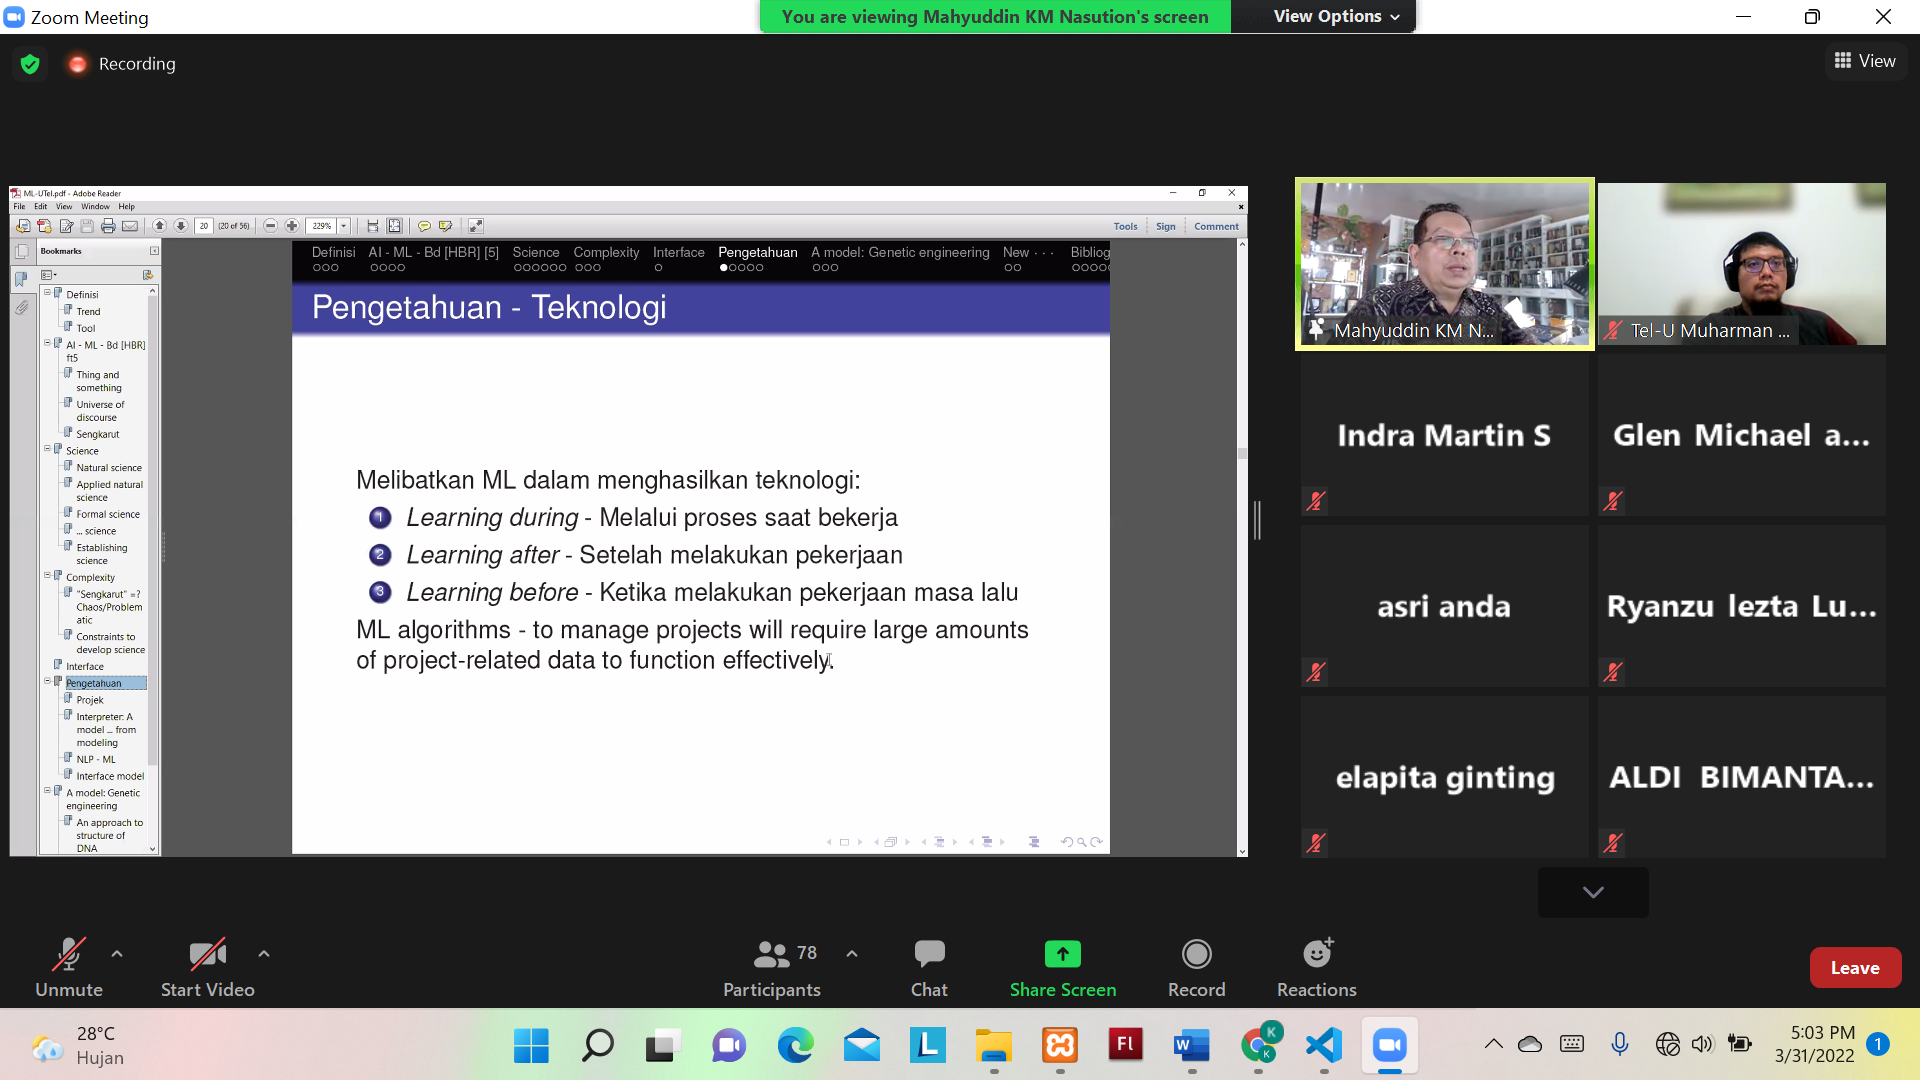 Zoom Meeting
You are viewing Mahyuddin KM Nasution's screen
View Options
Recording
View
ML-UTel.pdf - Adobe Reader
File Edit View Window Help
20 (20 of 56) 229%
Tools Sign Comment
Bookmarks
Definisi
Trend
Tool
AI - ML - Bd [HBR]
ft5
Thing and
something
Universe of
discourse
Sengkarut
Science
Natural science
Applied natural
science
Formal science
... science
Establishing
science
Complexity
"Sengkarut" =?
Chaos/Problem
atic
Constraints to
develop science
Interface
Pengetahuan
Projek
Interpreter: A
model ... from
modeling
NLP - ML
Interface model
A model: Genetic
engineering
An approach to
structure of
DNA
Definisi AI - ML - Bd [HBR] [5] Science Complexity Interface Pengetahuan A model: Genetic engineering New · · · Bibliog
Pengetahuan - Teknologi
Melibatkan ML dalam menghasilkan teknologi:
1 Learning during - Melalui proses saat bekerja
2 Learning after - Setelah melakukan pekerjaan
3 Learning before - Ketika melakukan pekerjaan masa lalu
ML algorithms - to manage projects will require large amounts
of project-related data to function effectively.
Mahyuddin KM N...
Tel-U Muharman ...
Indra Martin S
Glen Michael a...
asri anda
Ryanzu lezta Lu...
elapita ginting
ALDI BIMANTA...
Unmute
Start Video
78
Participants
Chat
Share Screen
Record
Reactions
Leave
28°C
Hujan
L
Fl
W
K
K
5:03 PM
3/31/2022
1